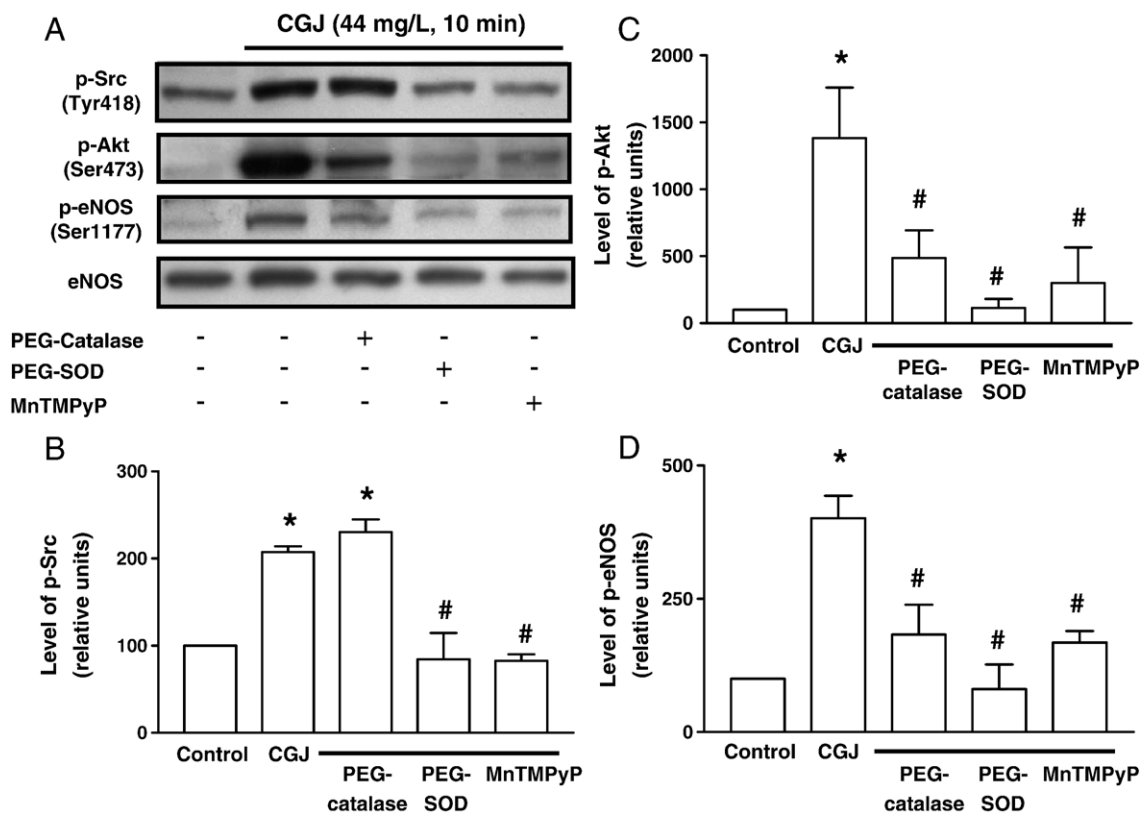 A
CGJ (44 mg/L, 10 min)
p-Src
(Tyr418)
p-Akt
(Ser473)
p-eNOS
(Ser1177)
eNOS
PEG-Catalase - - + - -
PEG-SOD - - - + -
MnTMPyP - - - - +
B
Level of p-Src
(relative units)
300
200
100
0
*
*
#
#
Control CGJ PEG- PEG- MnTMPyP
catalase SOD
C
Level of p-Akt
(relative units)
2000
1500
1000
500
0
*
#
#
#
Control CGJ PEG- PEG- MnTMPyP
catalase SOD
D
Level of p-eNOS
(relative units)
500
250
0
*
#
#
#
Control CGJ PEG- PEG- MnTMPyP
catalase SOD